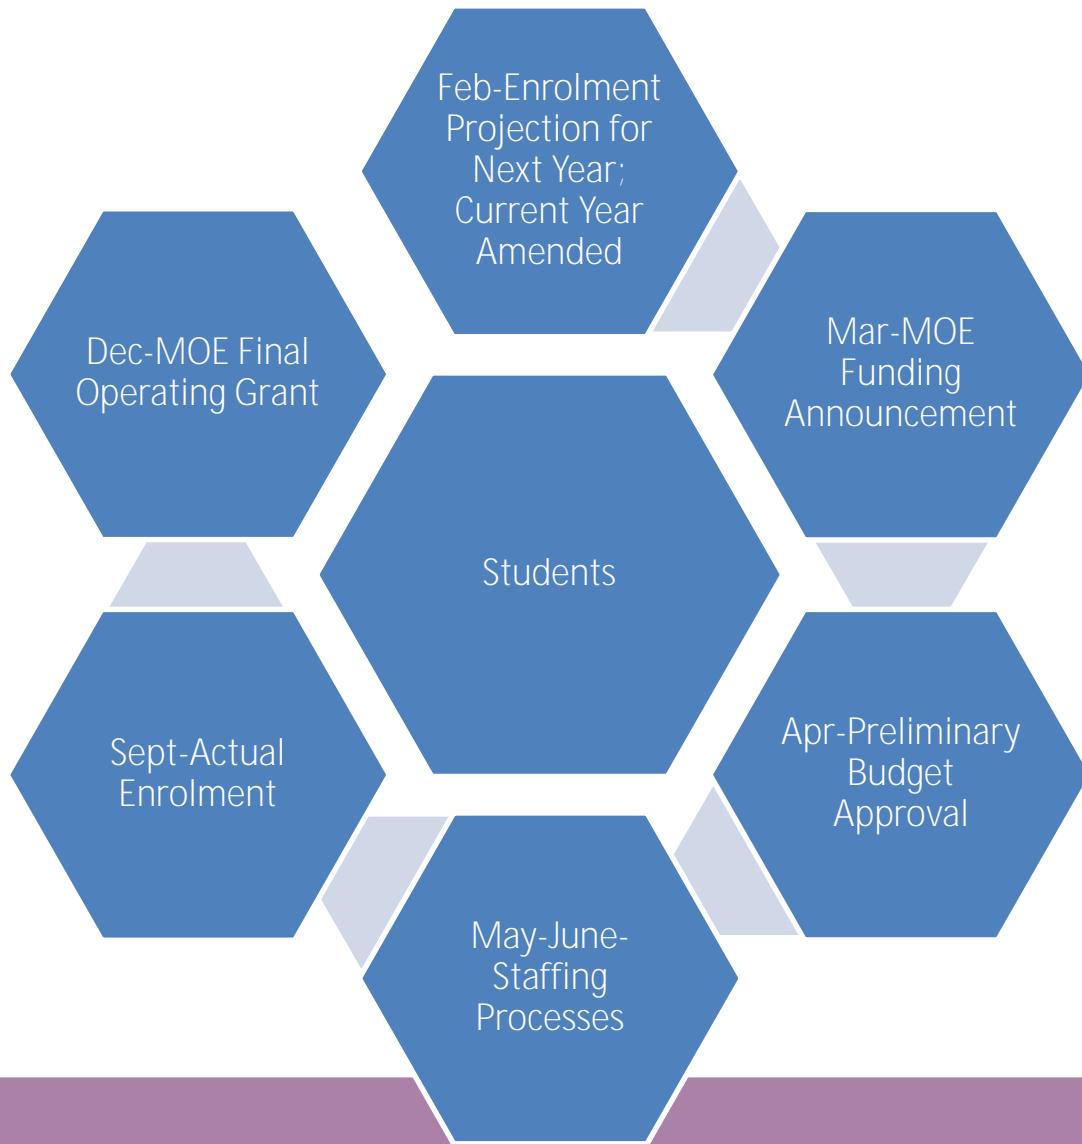 Feb-Enrolment
Projection for
Next Year;
Current Year
Amended
Mar-MOE
Funding
Announcement
Apr-Preliminary
Budget
Approval
May-June-
Staffing
Processes
Sept-Actual
Enrolment
Dec-MOE Final
Operating Grant
Students